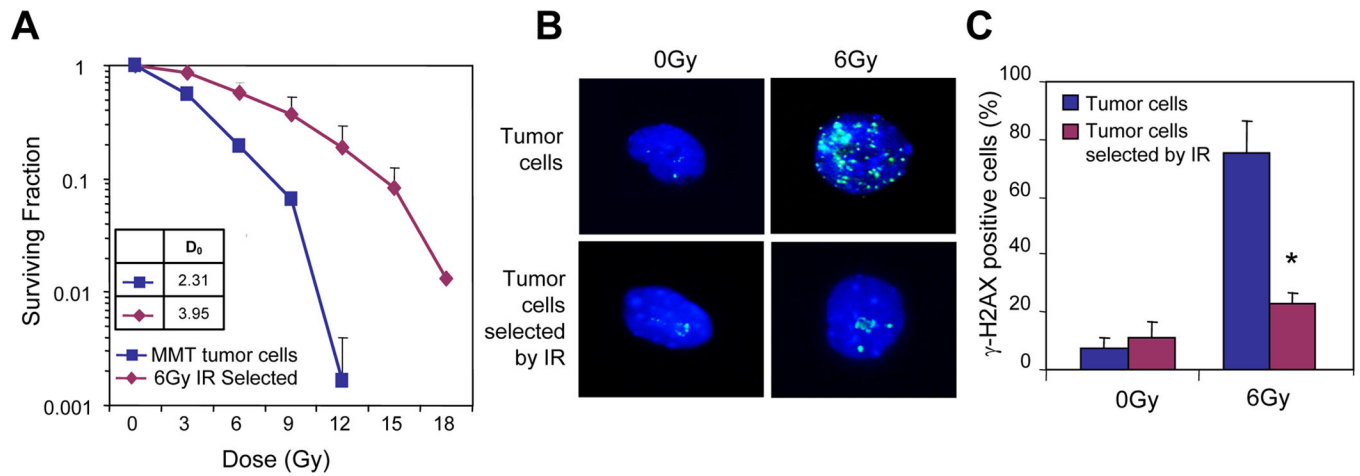 A
Surviving Fraction
1
0.1
0.01
0.001
D₀
2.31
3.95
MMT tumor cells
6Gy IR Selected
0 3 6 9 12 15 18
Dose (Gy)
B
0Gy 6Gy
Tumor
cells
Tumor
cells
selected
by IR
C
γ-H2AX positive cells (%)
100
80
60
40
20
0
Tumor cells
Tumor cells
selected by IR
*
0Gy 6Gy